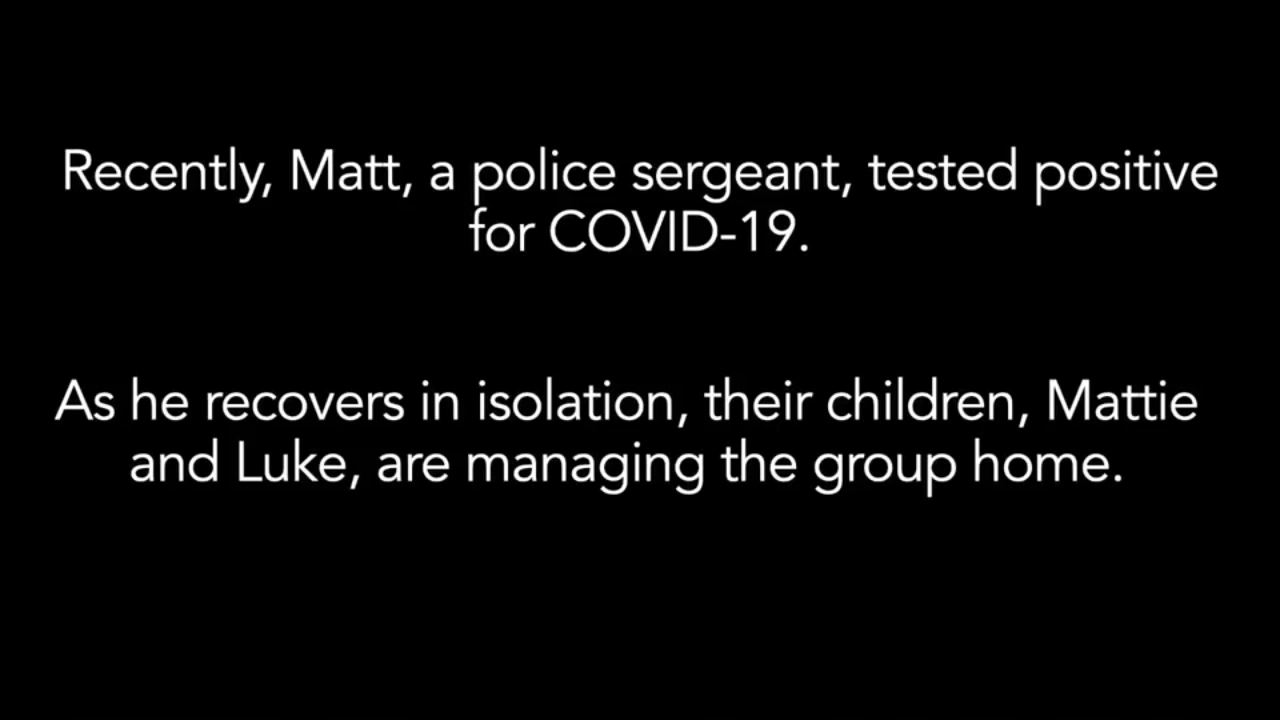 Recently, Matt, a police sergeant, tested positive
for COVID-19.
As he recovers in isolation, their children, Mattie
and Luke, are managing the group home.